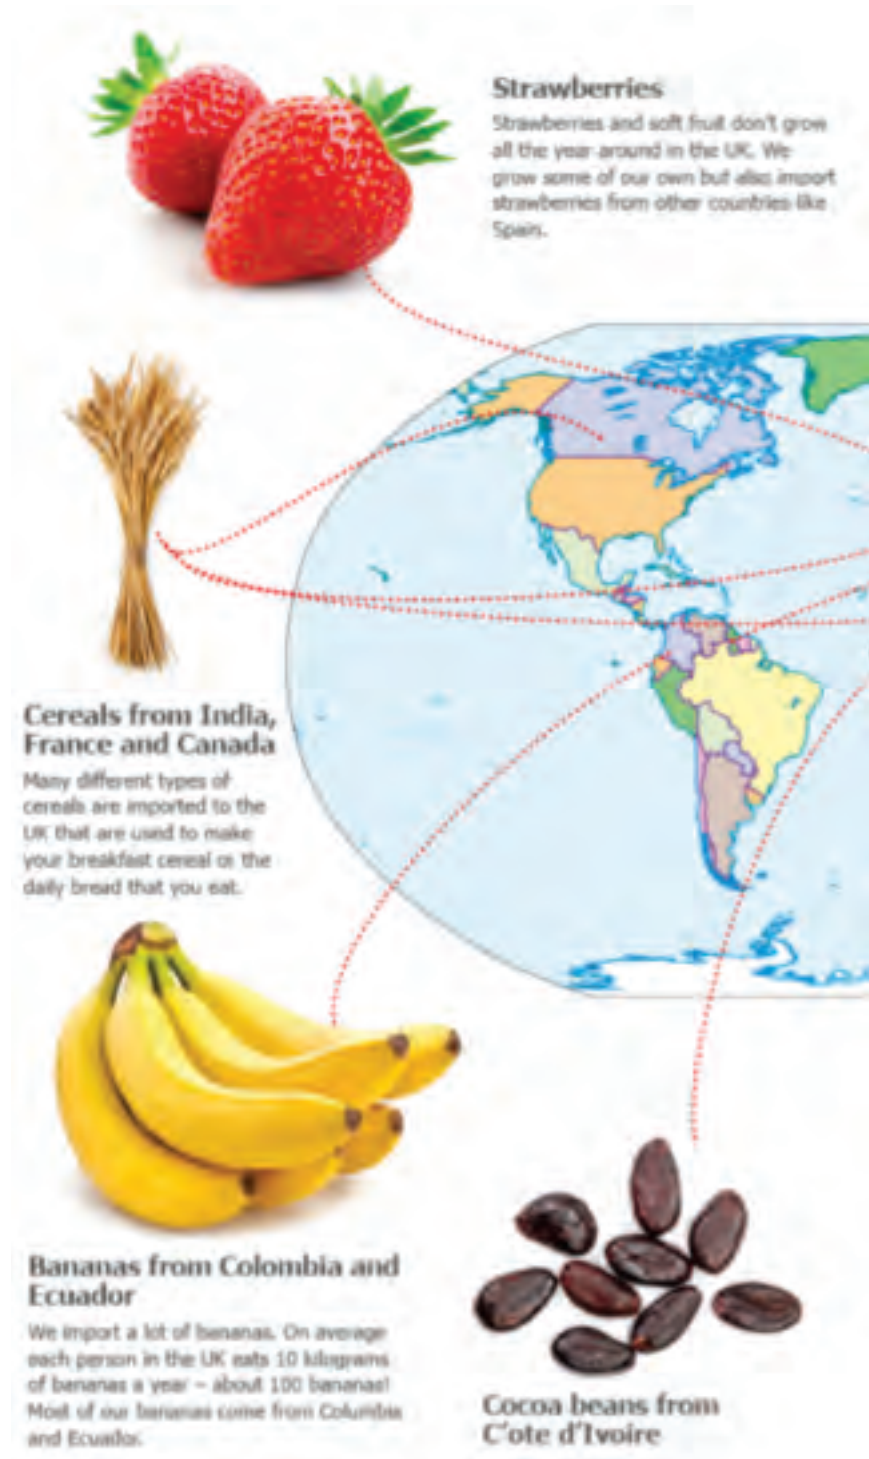 Strawberries
Strawberries and soft fruit don't grow
all the year around in the UK. We
grow some of our own but also import
strawberries from other countries like
Spain.
Cereals from India,
France and Canada
Many different types of
cereals are imported to the
UK that are used to make
your breakfast cereal or the
daily bread that you eat.
Bananas from Colombia and
Ecuador
We import a lot of bananas. On average
each person in the UK eats 10 kilograms
of bananas a year – about 100 bananas!
Most of our bananas come from Columbia
and Ecuador.
Cocoa beans from
C'ote d'Ivoire